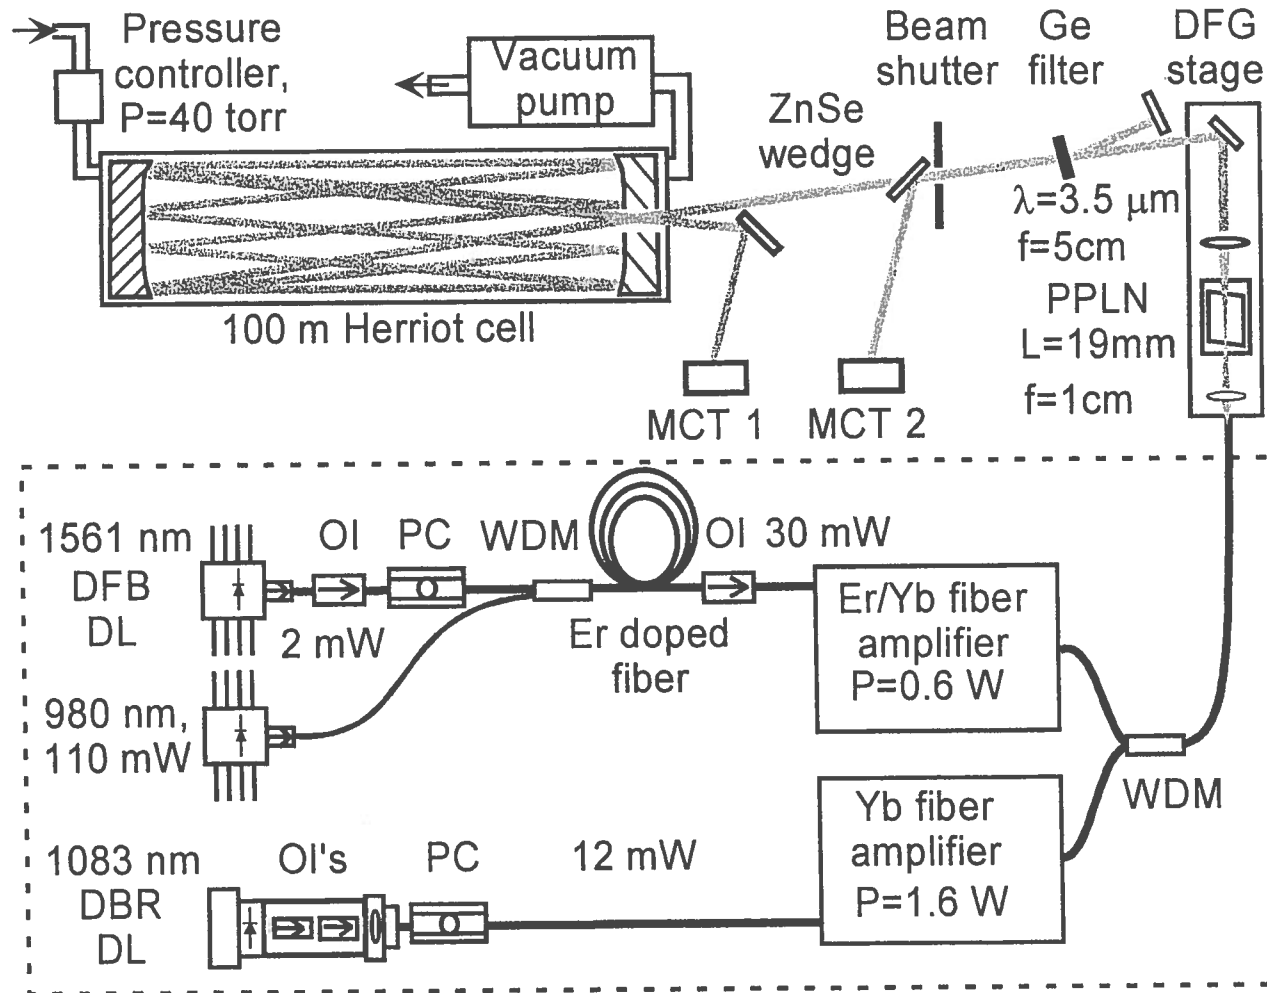 Pressure
controller,
P=40 torr
Vacuum
pump
Beam
shutter
Ge
filter
DFG
stage
ZnSe
wedge
λ=3.5 μm
f=5cm
PPLN
L=19mm
f=1cm
100 m Herriot cell
MCT 1
MCT 2
1561 nm
DFB
DL
OI
PC
WDM
OI
30 mW
2 mW
Er doped
fiber
Er/Yb fiber
amplifier
P=0.6 W
980 nm,
110 mW
WDM
Yb fiber
amplifier
P=1.6 W
1083 nm
DBR
DL
OI's
PC
12 mW